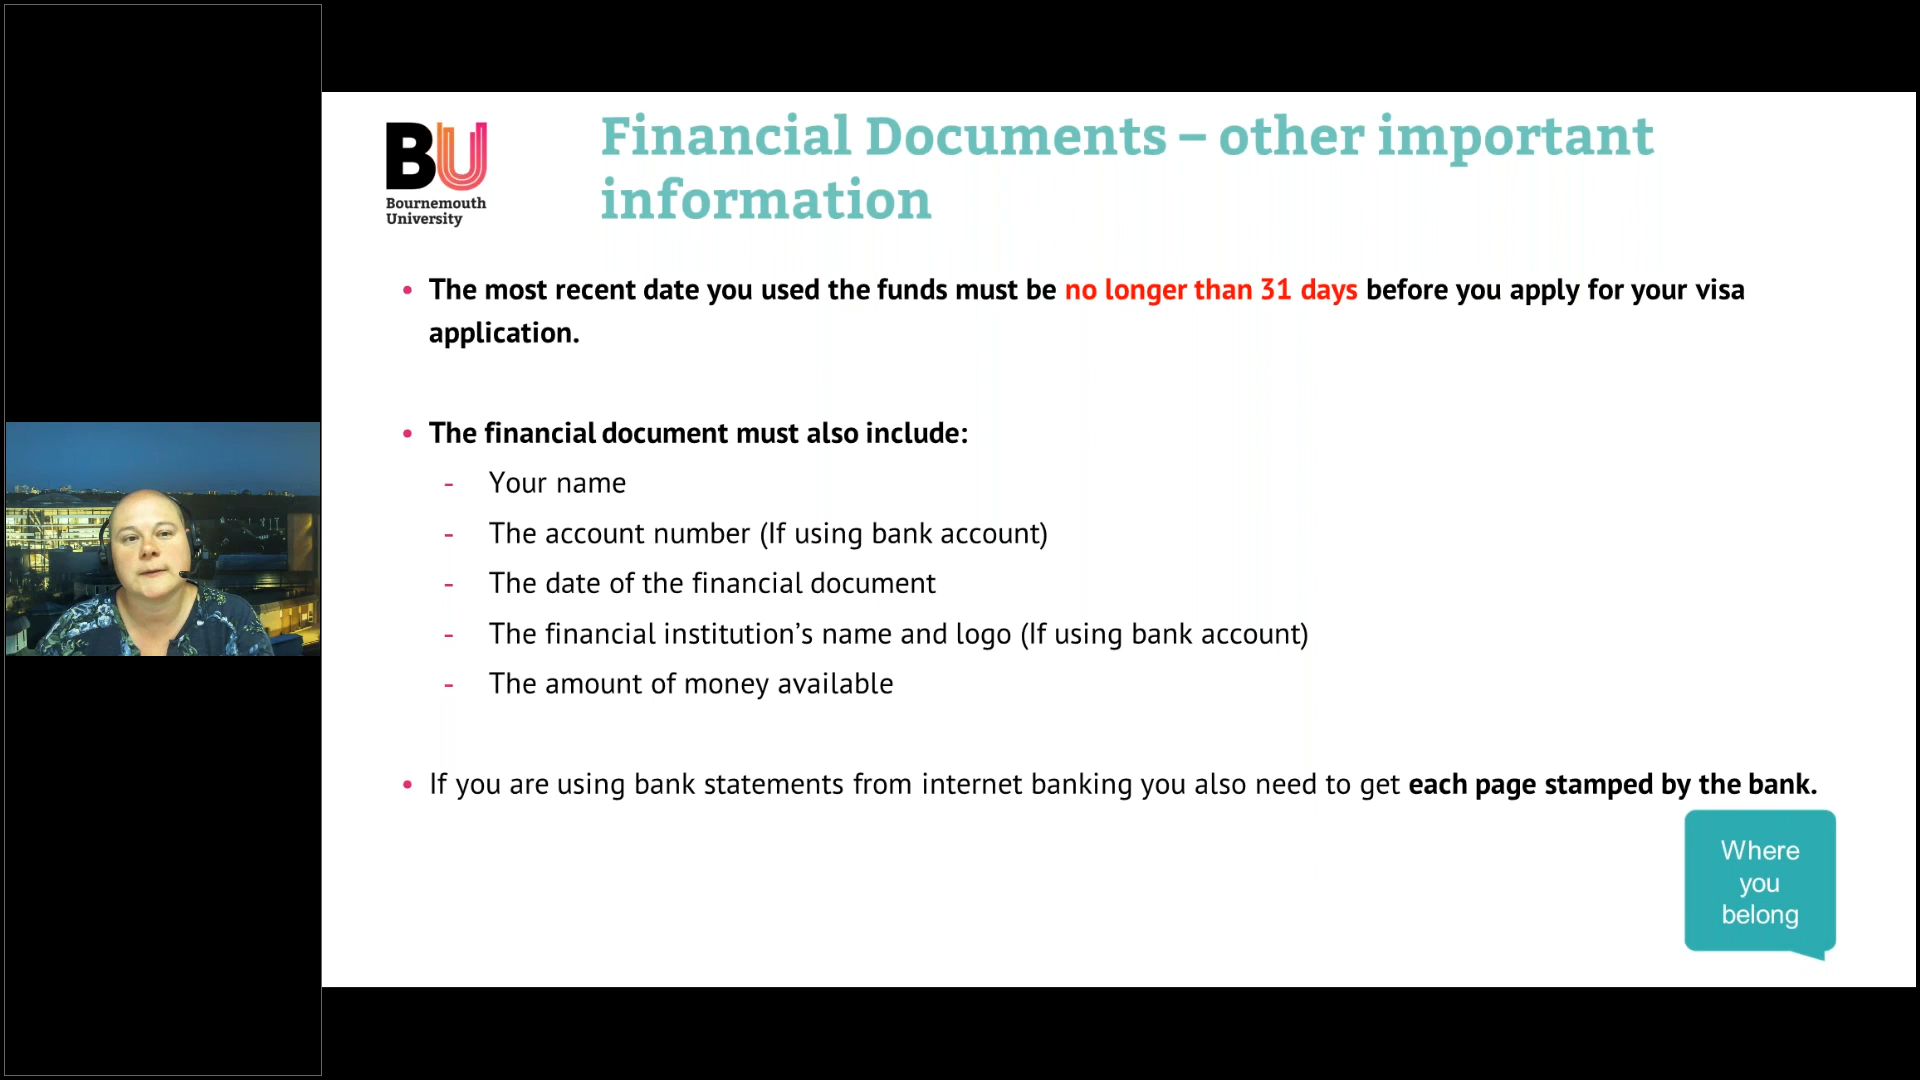 BU
Bournemouth
University
Financial Documents – other important
information
• The most recent date you used the funds must be no longer than 31 days before you apply for your visa
application.
• The financial document must also include:
- Your name
- The account number (If using bank account)
- The date of the financial document
- The financial institution’s name and logo (If using bank account)
- The amount of money available
• If you are using bank statements from internet banking you also need to get each page stamped by the bank.
Where
you
belong